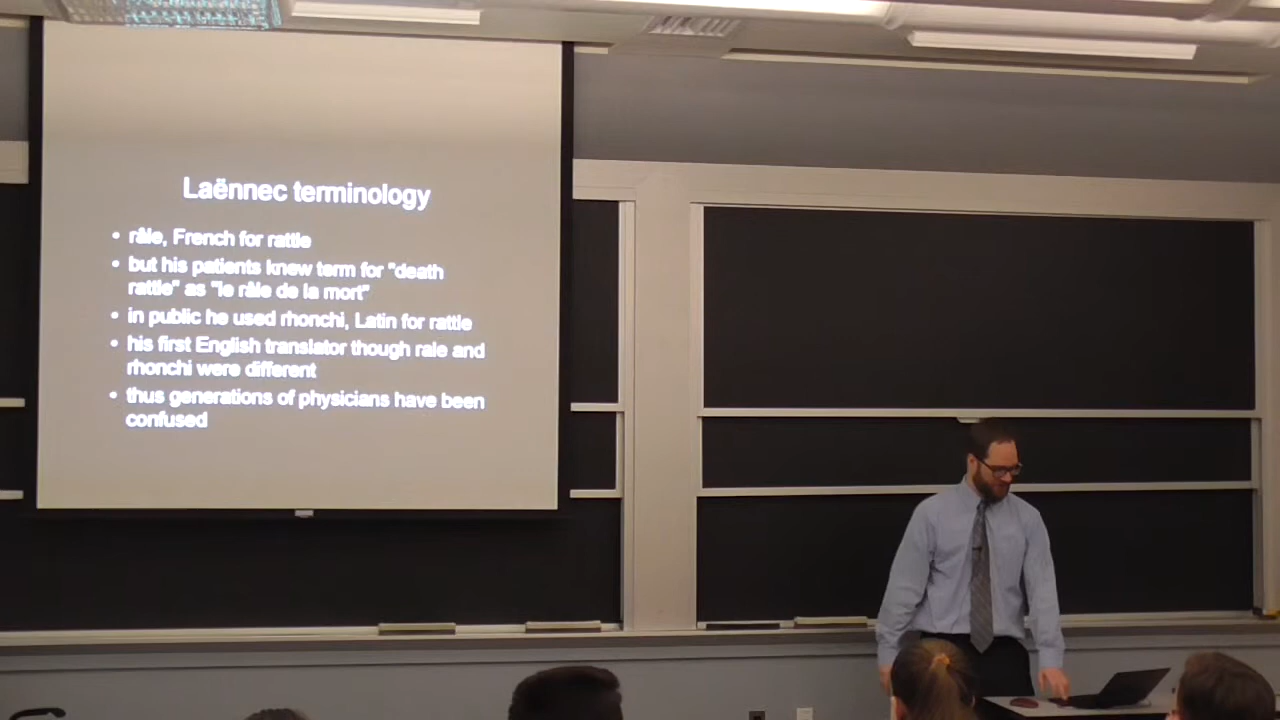 Laënnec terminology
• râle, French for rattle
• but his patients knew term for "death
rattle" as "le râle de la mort"
• in public he used rhonchi, Latin for rattle
• his first English translator though rale and
rhonchi were different
• thus generations of physicians have been
confused